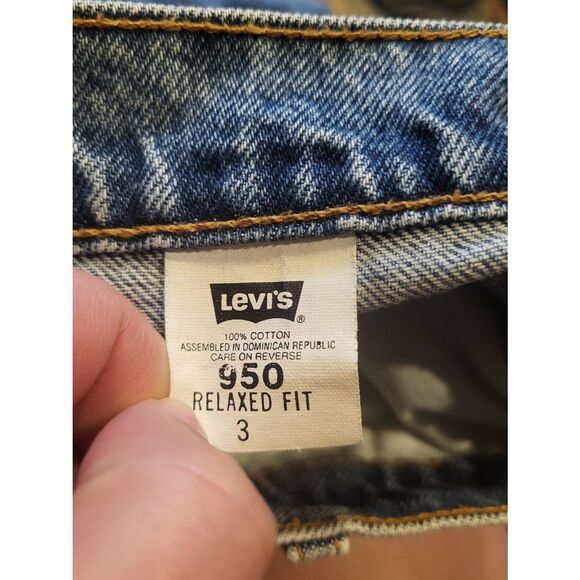 Levi's
®
100% COTTON
ASSEMBLED IN DOMINICAN REPUBLIC
CARE ON REVERSE
950
RELAXED FIT
3